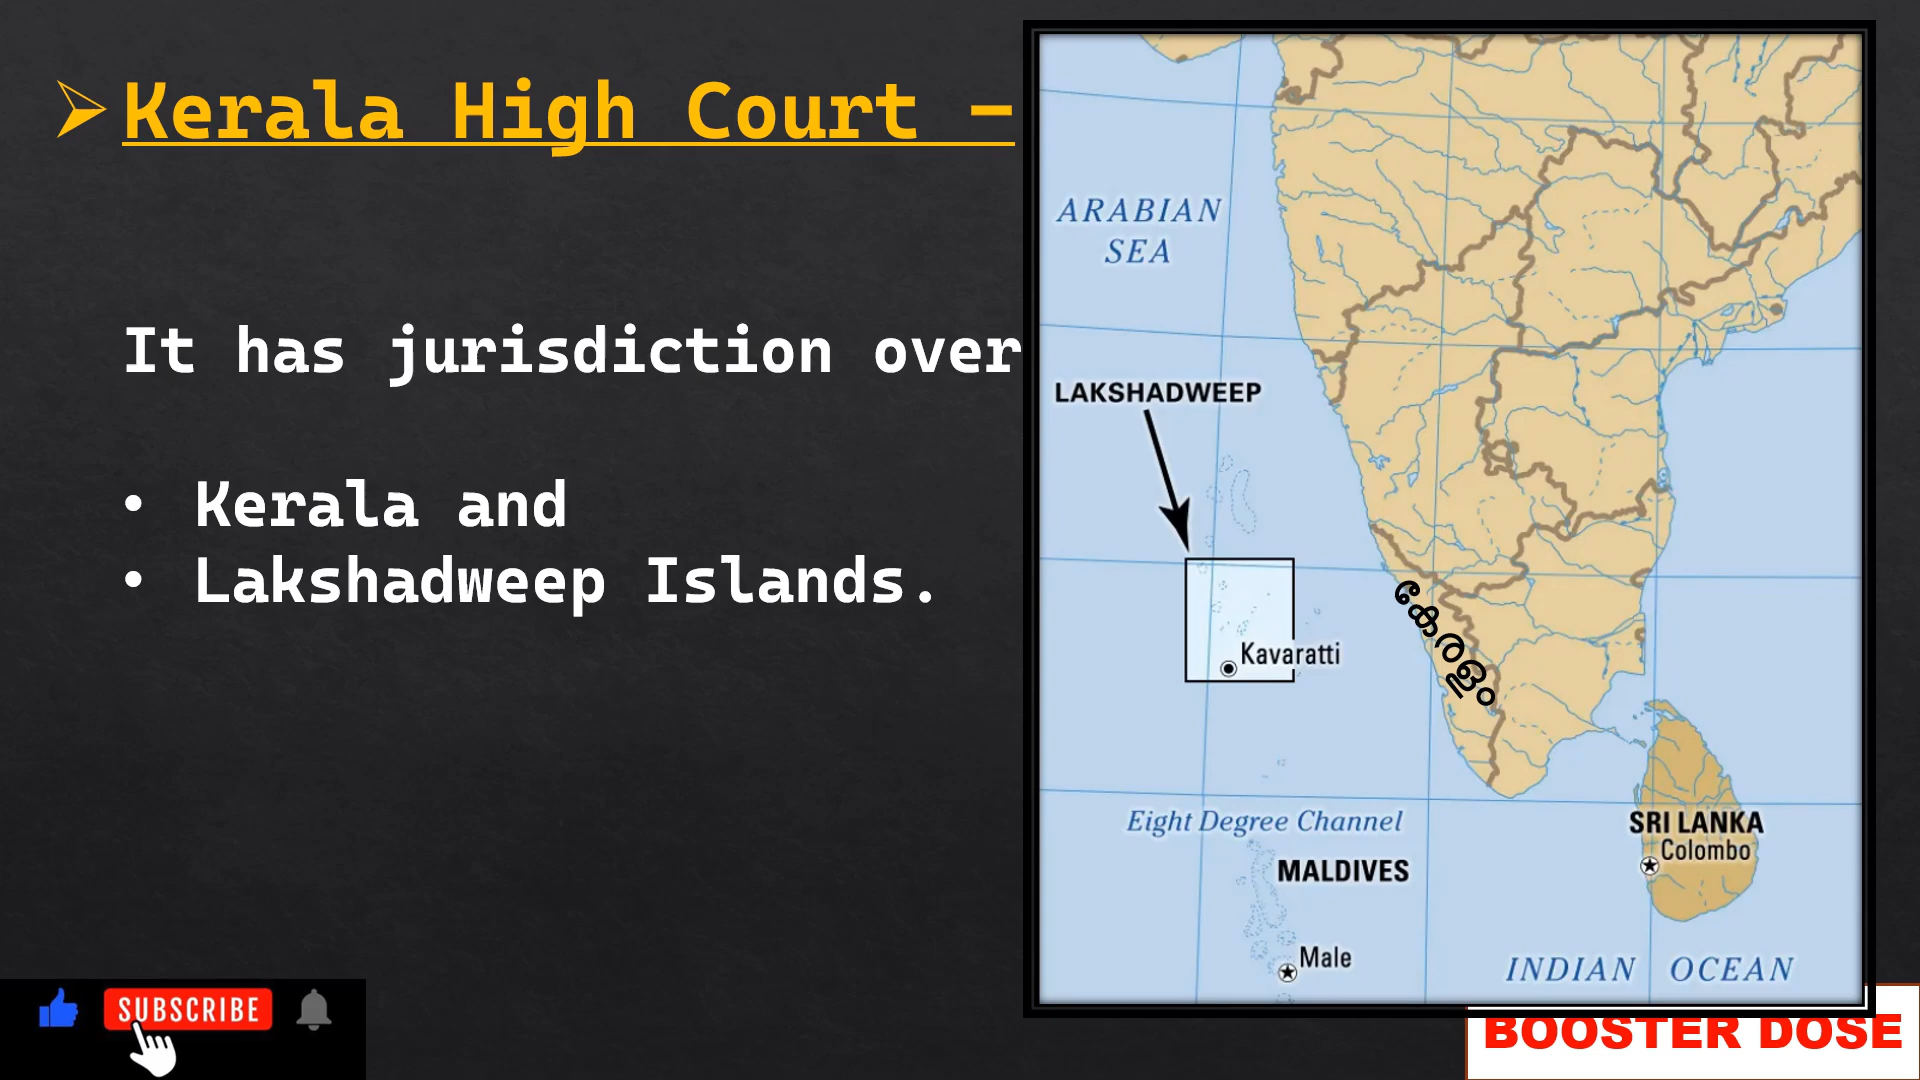 Kerala High Court –
It has jurisdiction over
• Kerala and
• Lakshadweep Islands.
ARABIAN
SEA
LAKSHADWEEP
Kavaratti
കേരളം
Eight Degree Channel
MALDIVES
Male
SRI LANKA
Colombo
INDIAN OCEAN
SUBSCRIBE
BOOSTER DOSE